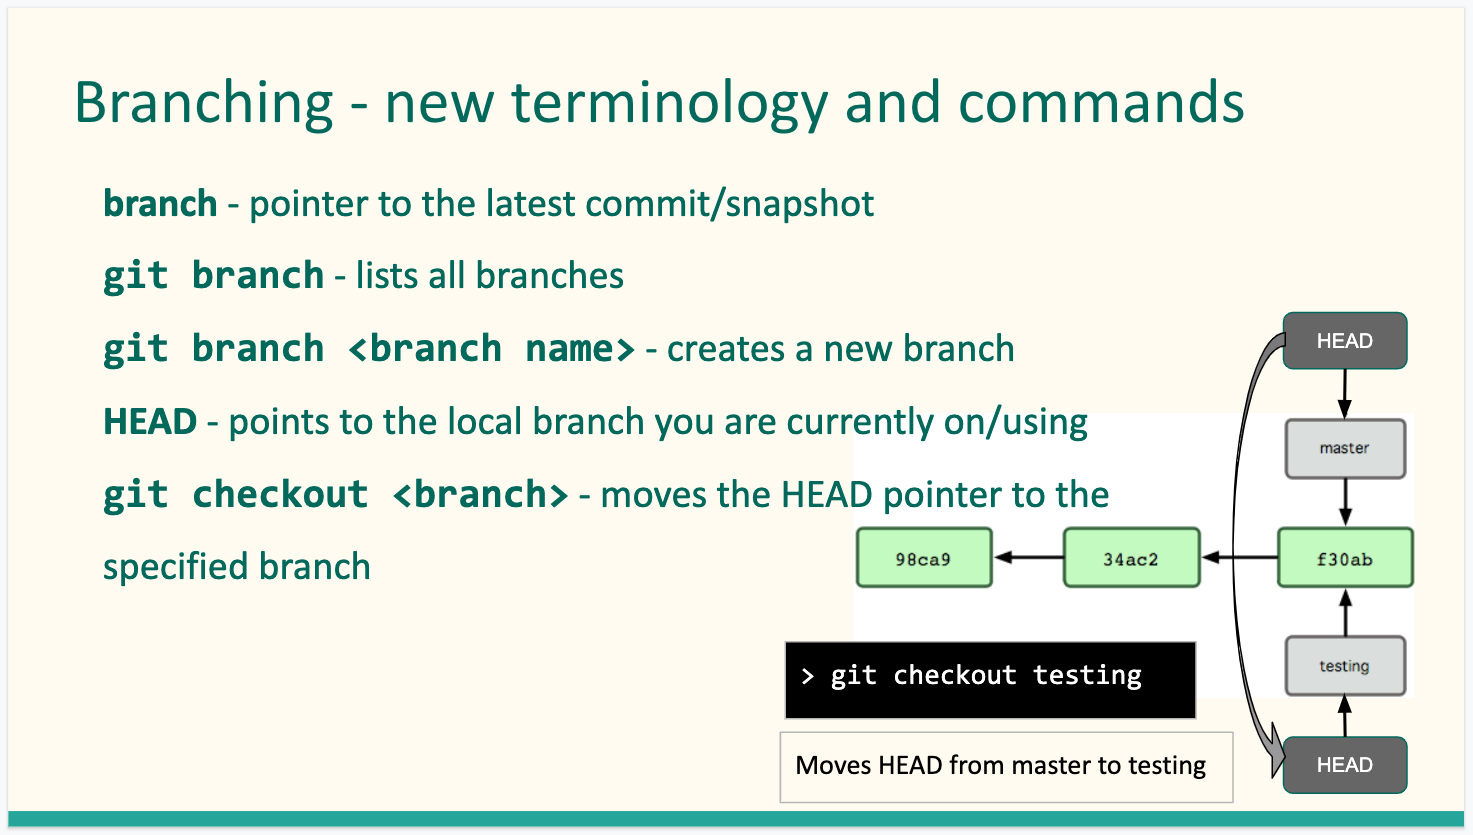 Branching - new terminology and commands
branch - pointer to the latest commit/snapshot
git branch - lists all branches
git branch <branch name> - creates a new branch
HEAD - points to the local branch you are currently on/using
git checkout <branch> - moves the HEAD pointer to the
specified branch
HEAD
master
98ca9
34ac2
f30ab
testing
HEAD
> git checkout testing
Moves HEAD from master to testing